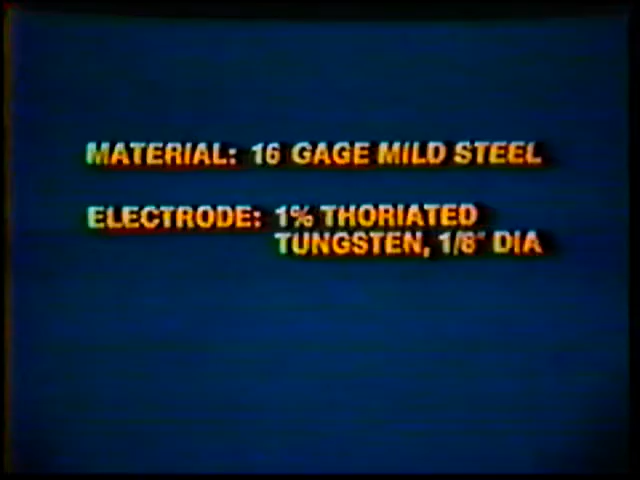 MATERIAL: 16 GAGE MILD STEEL
ELECTRODE: 1% THORIATED
TUNGSTEN, 1/8" DIA